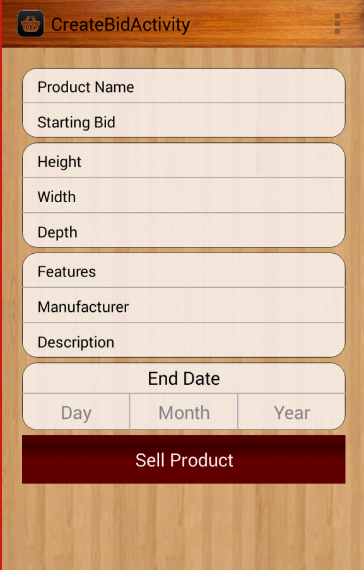 CreateBidActivity
Product Name
Starting Bid
Height
Width
Depth
Features
Manufacturer
Description
End Date
Day Month Year
Sell Product